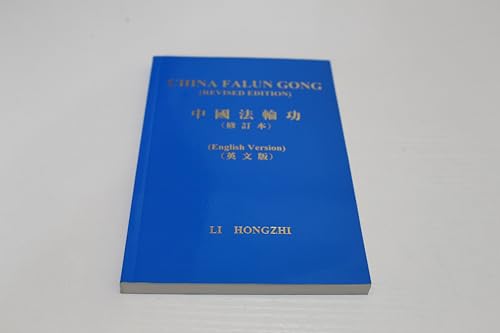 CHINA FALUN GONG
(REVISED EDITION)
中國法輪功
(修訂本)
(English Version)
(英文版)
LI HONGZHI